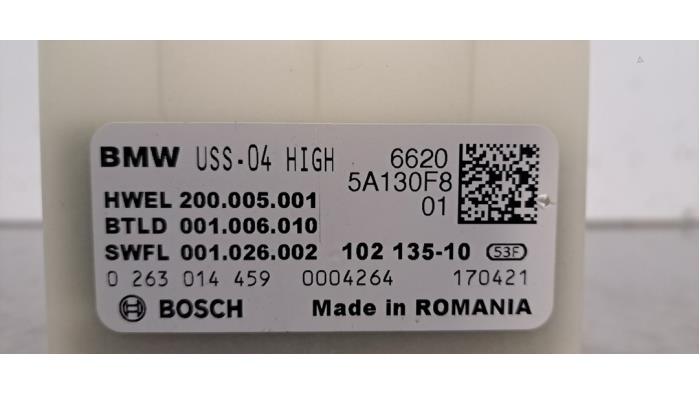 BMW USS-04 HIGH 6620
5A130F8
HWEL 200.005.001 01
BTLD 001.006.010
SWFL 001.026.002 102 135-10 53F
0 263 014 459 0004264 170421
BOSCH Made in ROMANIA